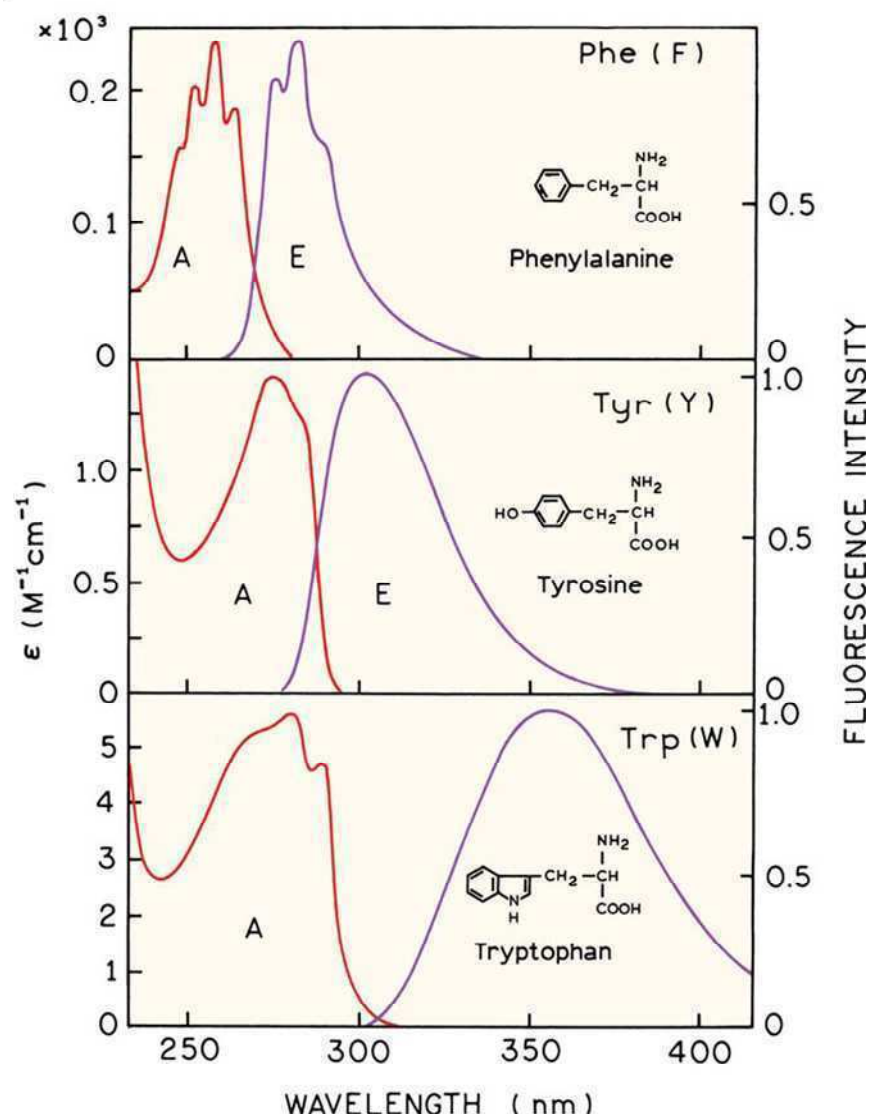 ×10³
Phe (F)
0.2
0.1
0
NH₂
CH₂—CH
COOH
A
E
Phenylalanine
0.5
0
Tyr (Y)
1.0
0.5
0
NH₂
HO
CH₂—CH
COOH
A
E
Tyrosine
1.0
0.5
0
Trp (W)
5
4
3
2
1
0
NH₂
CH₂—CH
COOH
N
H
A
Tryptophan
1.0
0.5
0
ε (M⁻¹cm⁻¹)
FLUORESCENCE INTENSITY
250
300
350
400
WAVELENGTH (nm)